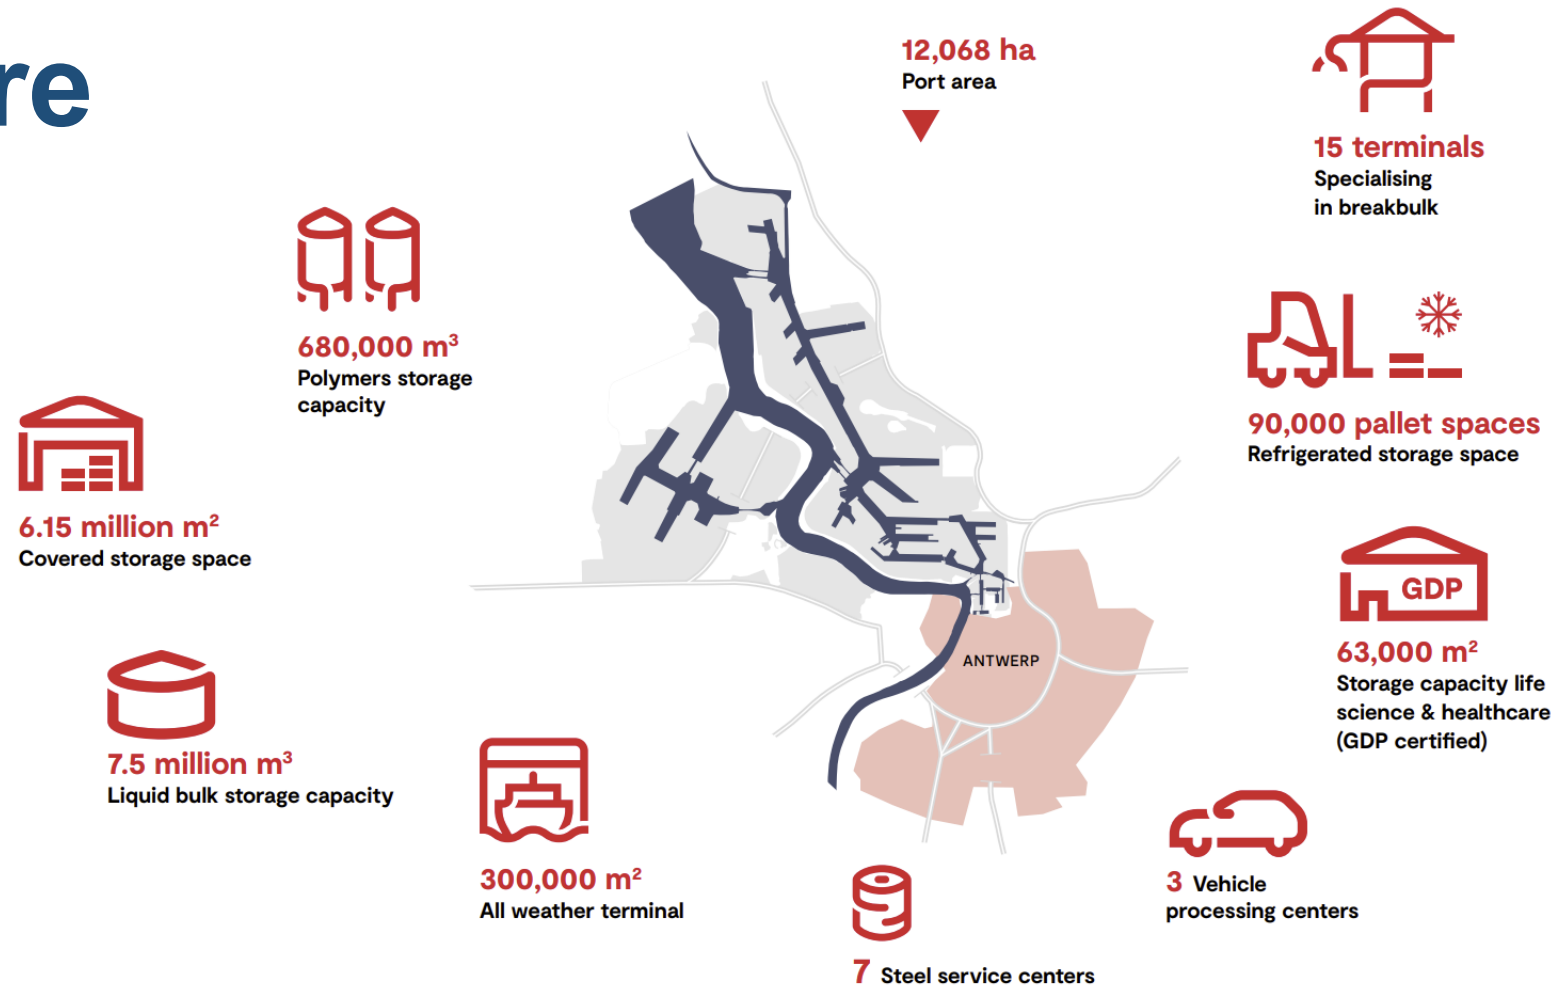 re
12,068 ha
Port area
15 terminals
Specialising
in breakbulk
680,000 m³
Polymers storage
capacity
90,000 pallet spaces
Refrigerated storage space
6.15 million m²
Covered storage space
GDP
63,000 m²
Storage capacity life
science & healthcare
(GDP certified)
ANTWERP
7.5 million m³
Liquid bulk storage capacity
300,000 m²
All weather terminal
3 Vehicle
processing centers
7 Steel service centers